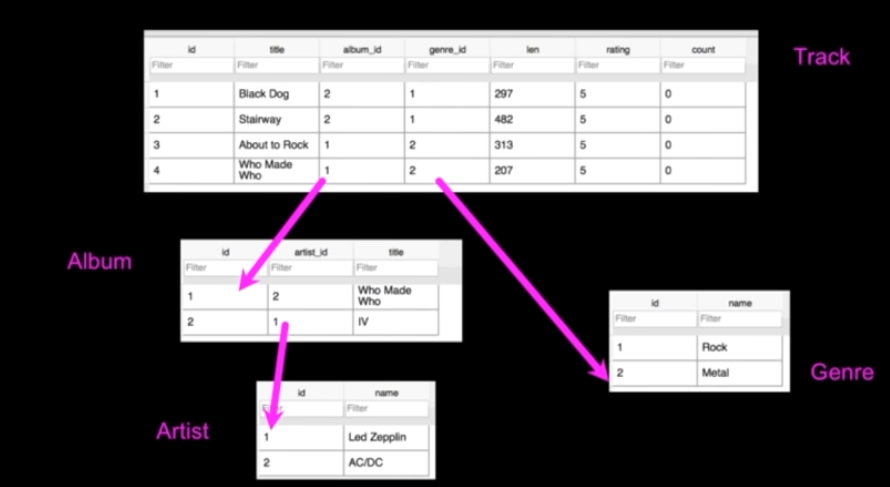 id title album_id genre_id len rating count
Filter Filter Filter Filter Filter Filter Filter
Track
1 Black Dog 2 1 297 5 0
2 Stairway 2 1 482 5 0
3 About to Rock 1 2 313 5 0
4 Who Made Who 1 2 207 5 0
Album
id artist_id title
Filter Filter Filter
1 2 Who Made Who
2 1 IV
id name
Filter Filter
1 Rock
2 Metal
Genre
Artist
id name
Filter Filter
1 Led Zepplin
2 AC/DC